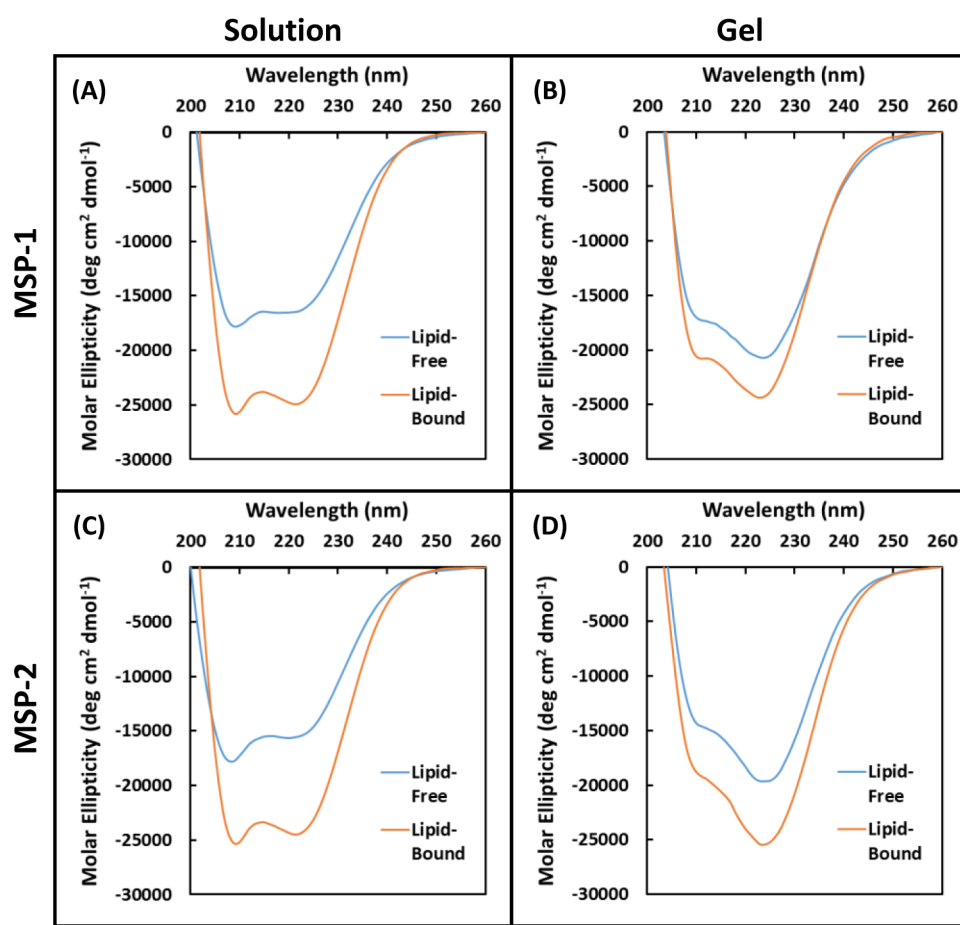 Solution
Gel
MSP-1
MSP-2
(A)
Wavelength (nm)
200 210 220 230 240 250 260
0
-5000
-10000
-15000
-20000
-25000
-30000
Molar Ellipticity (deg cm² dmol⁻¹)
Lipid-
Free
Lipid-
Bound
(B)
Wavelength (nm)
200 210 220 230 240 250 260
0
-5000
-10000
-15000
-20000
-25000
-30000
Molar Ellipticity (deg cm² dmol⁻¹)
Lipid-
Free
Lipid-
Bound
(C)
Wavelength (nm)
200 210 220 230 240 250 260
0
-5000
-10000
-15000
-20000
-25000
-30000
Molar Ellipticity (deg cm² dmol⁻¹)
Lipid-
Free
Lipid-
Bound
(D)
Wavelength (nm)
200 210 220 230 240 250 260
0
-5000
-10000
-15000
-20000
-25000
-30000
Molar Ellipticity (deg cm² dmol⁻¹)
Lipid-
Free
Lipid-
Bound